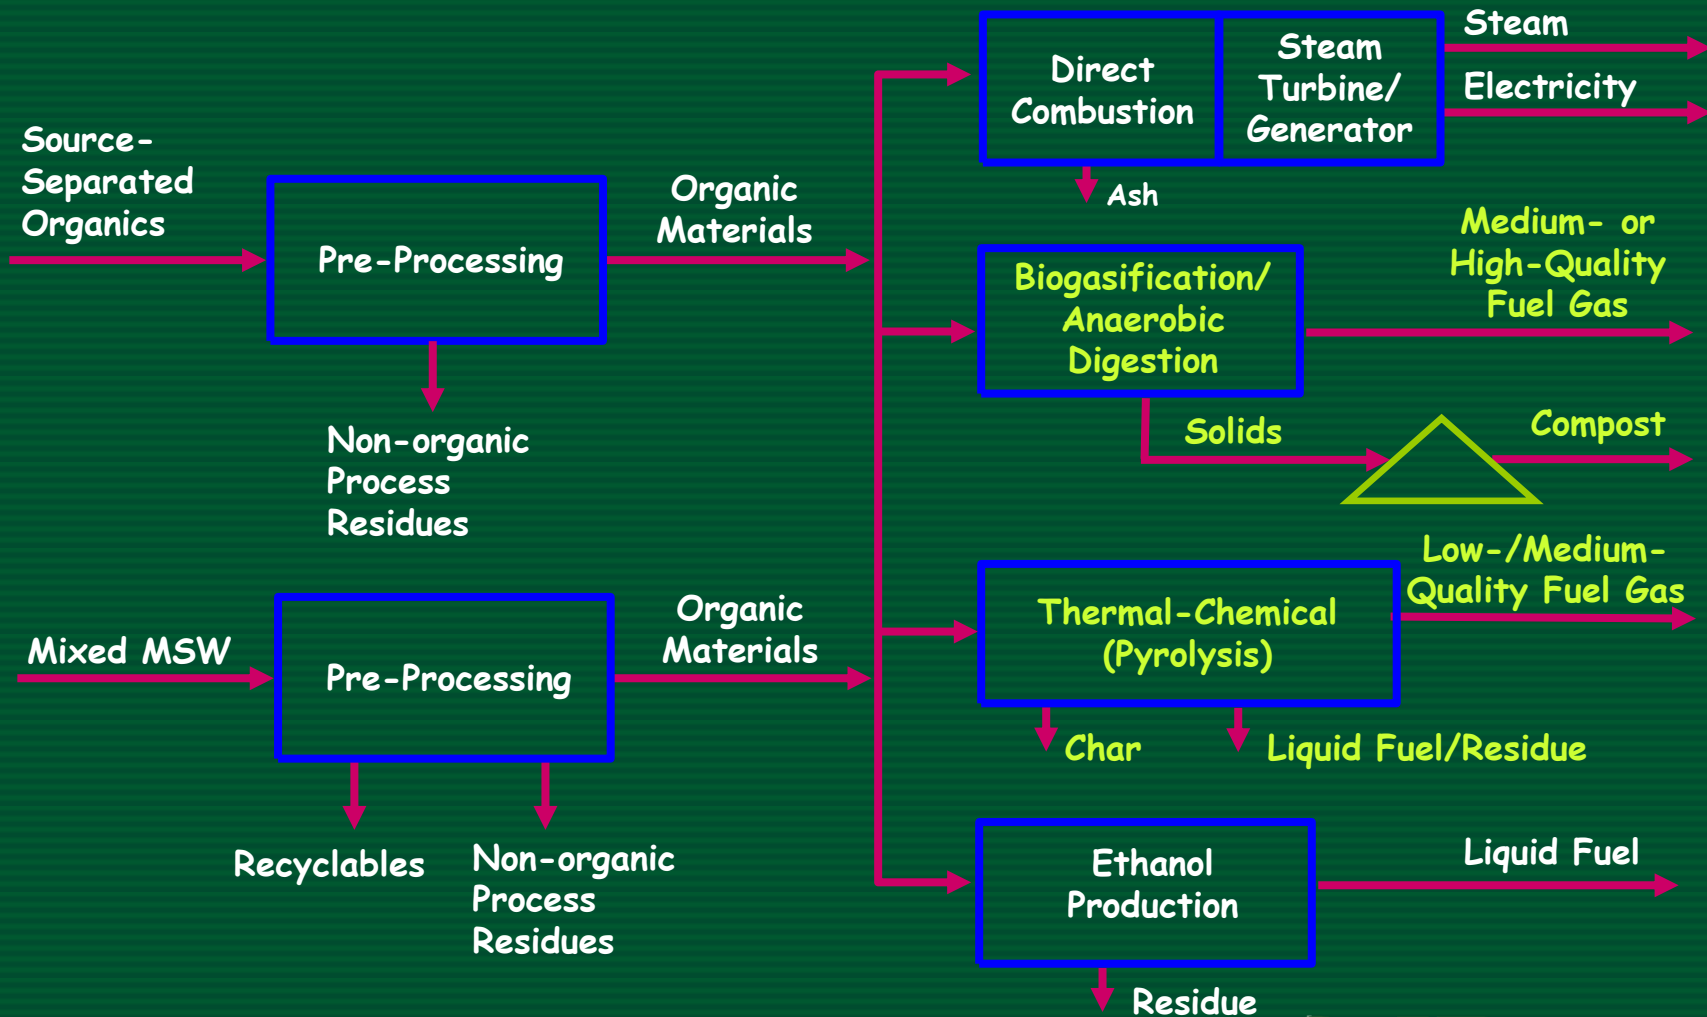 Source-
Separated
Organics
Pre-Processing
Organic
Materials
Non-organic
Process
Residues
Mixed MSW
Pre-Processing
Organic
Materials
Recyclables
Non-organic
Process
Residues
Direct
Combustion
Steam
Turbine/
Generator
Steam
Electricity
Ash
Biogasification/
Anaerobic
Digestion
Medium- or
High-Quality
Fuel Gas
Solids
Compost
Thermal-Chemical
(Pyrolysis)
Low-/Medium-
Quality Fuel Gas
Char
Liquid Fuel/Residue
Ethanol
Production
Liquid Fuel
Residue